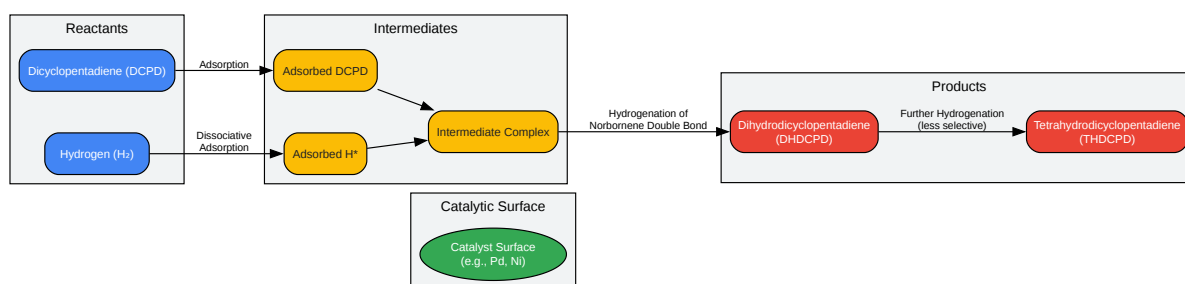 Reactants
Dicyclopentadiene (DCPD)
Hydrogen (H₂)
Adsorption
Dissociative
Adsorption
Intermediates
Adsorbed DCPD
Adsorbed H*
Intermediate Complex
Hydrogenation of
Norbornene Double Bond
Products
Dihydrodicyclopentadiene
(DHDCPD)
Further Hydrogenation
(less selective)
Tetrahydrodicyclopentadiene
(THDCPD)
Catalytic Surface
Catalyst Surface
(e.g., Pd, Ni)